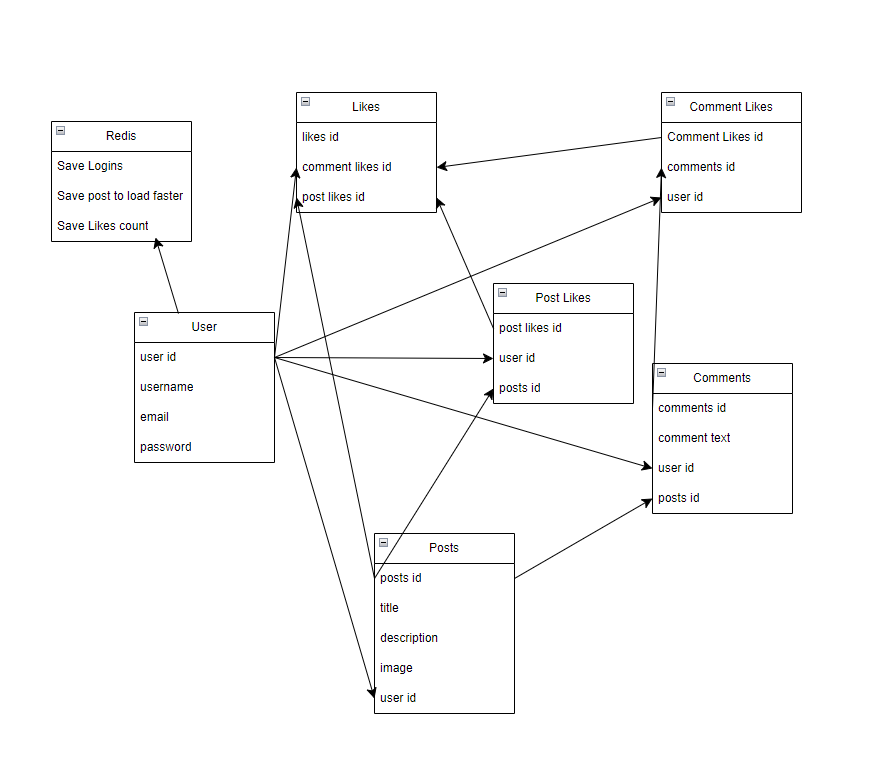 Redis
Save Logins
Save post to load faster
Save Likes count
Likes
likes id
comment likes id
post likes id
Comment Likes
Comment Likes id
comments id
user id
User
user id
username
email
password
Post Likes
post likes id
user id
posts id
Comments
comments id
comment text
user id
posts id
Posts
posts id
title
description
image
user id